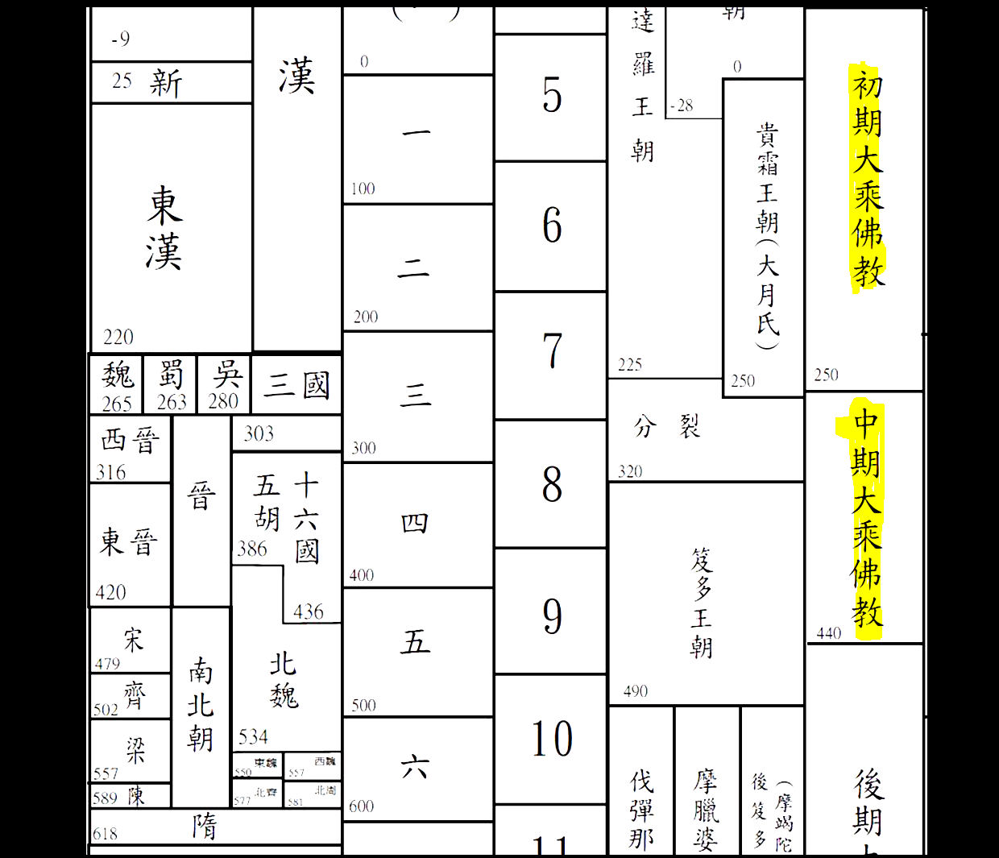 -9
25 新
東漢
220
漢
魏
265
蜀
263
吳
280
三國
西晉
316
東晉
420
晉
303
五胡
十六國
386
436
宋
479
齊
502
梁
557
陳
589
南北朝
北魏
534
東魏
550
西魏
557
北齊
577
北周
581
隋
618
0
一
100
二
200
三
300
四
400
五
500
六
600
5
6
7
8
9
10
11
達羅王朝
225
朝
0
-28
貴霜王朝(大月氏)
250
分裂
320
笈多王朝
490
伐彈那
摩臘婆
後笈多
(摩竭陀
初期大乘佛教
250
中期大乘佛教
440
後期